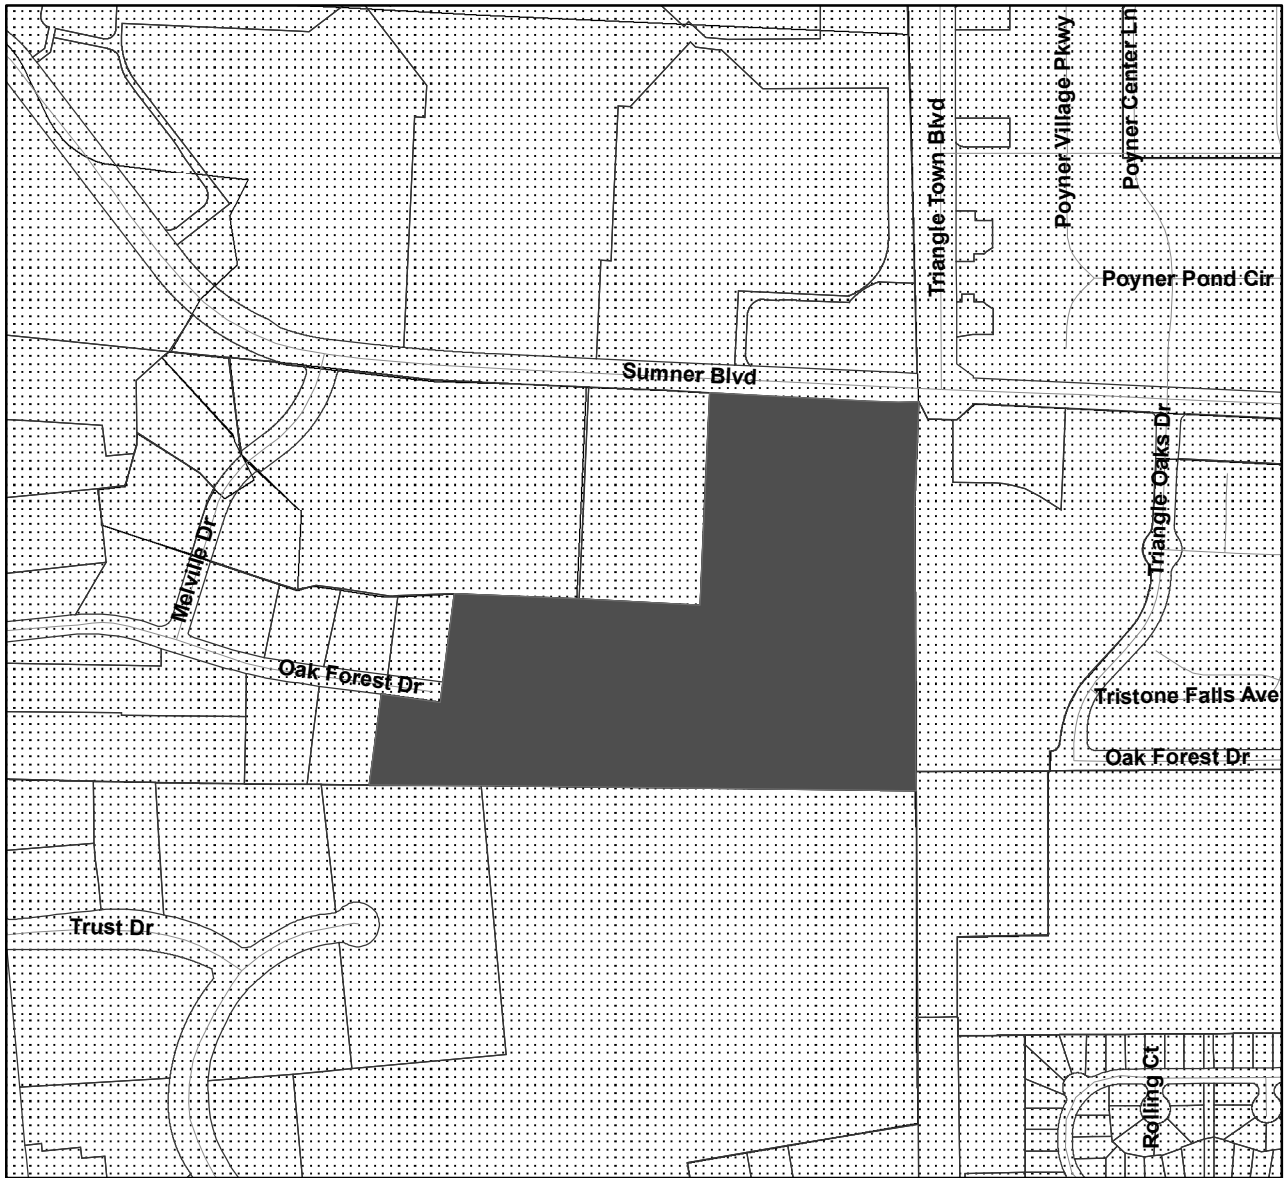 Poyner Village Pkwy
Poyner Center Ln
Triangle Town Blvd
Poyner Pond Cir
Sumner Blvd
Triangle Oaks Dr
Melville Dr
Oak Forest Dr
Tristone Falls Ave
Oak Forest Dr
Trust Dr
Rolling Ct